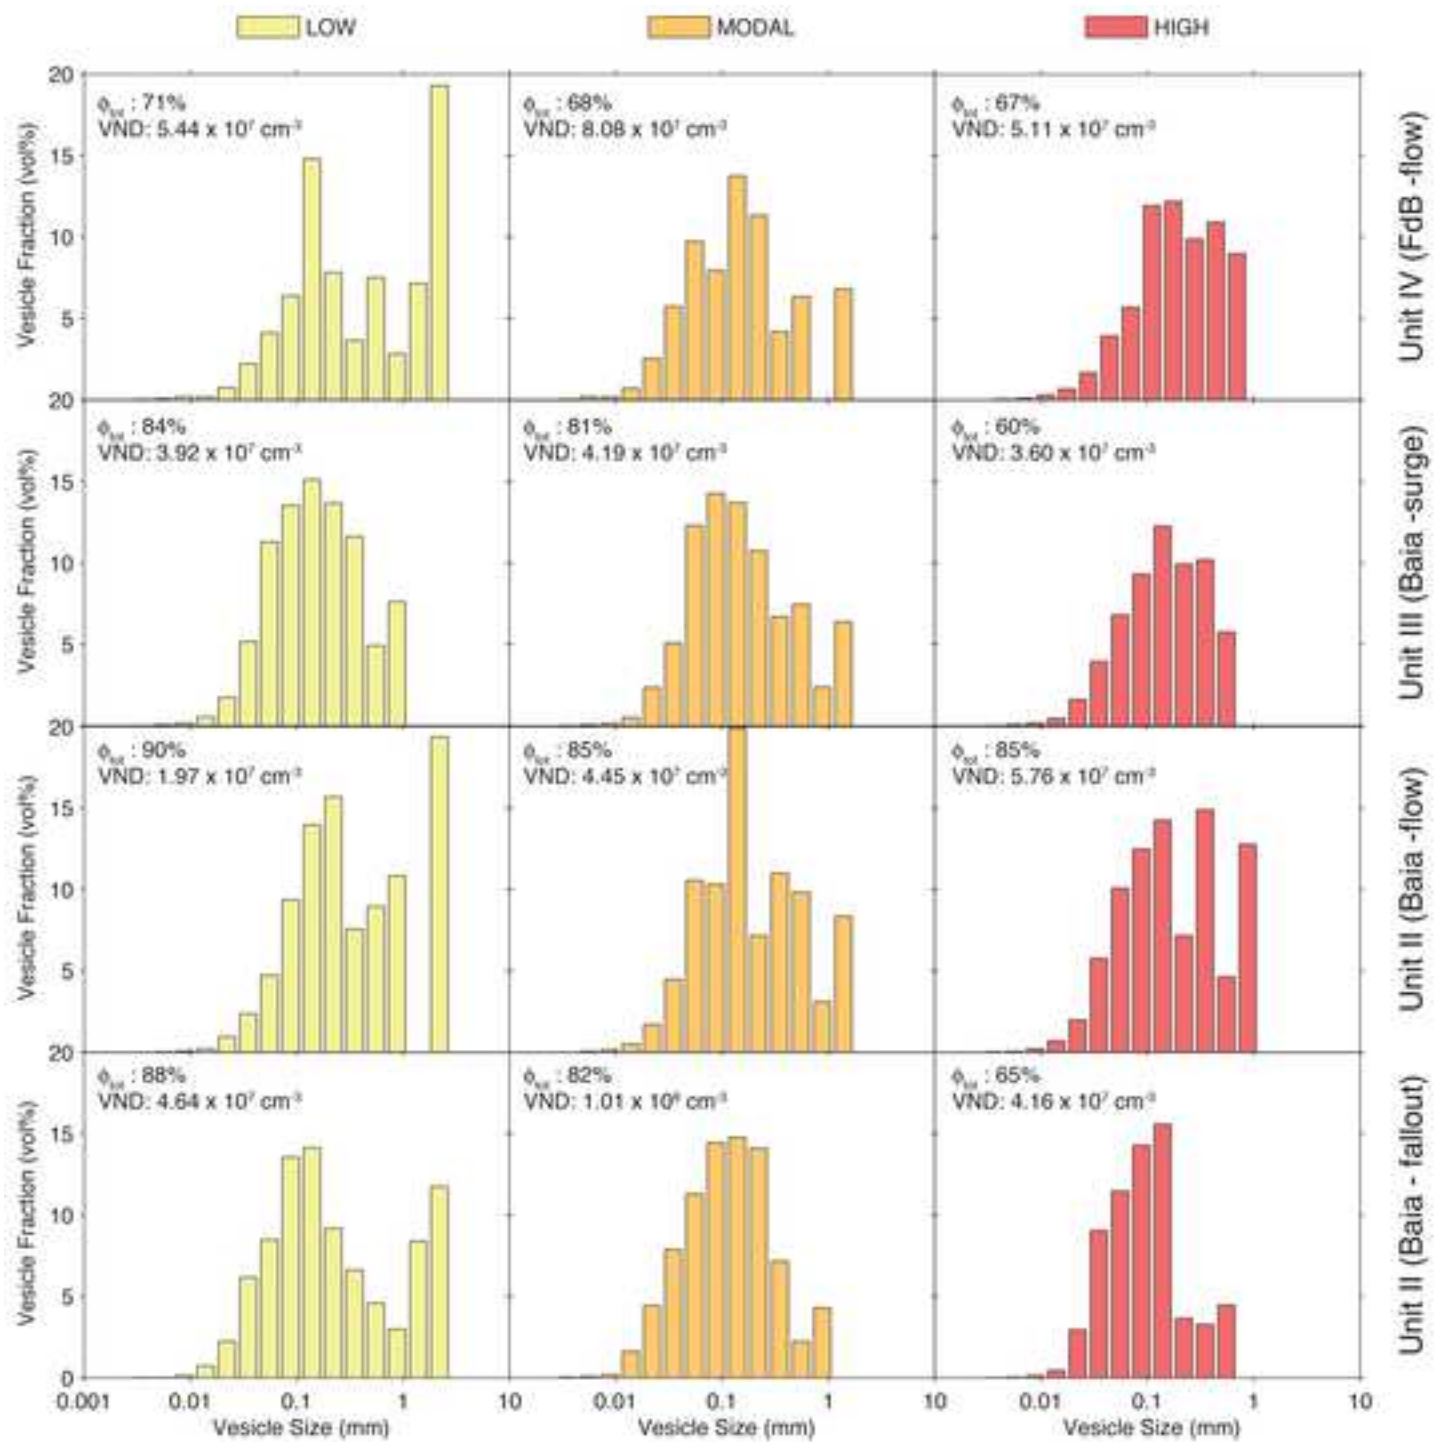 LOW MODAL HIGH
ϕtot : 71%
VND: 5.44 x 10⁷ cm⁻³
ϕtot : 68%
VND: 8.08 x 10⁷ cm⁻³
ϕtot : 67%
VND: 5.11 x 10⁷ cm⁻³
20
15
10
5
Vesicle Fraction (vol%)
Unit IV (FdB -flow)
ϕtot : 84%
VND: 3.92 x 10⁷ cm⁻³
ϕtot : 81%
VND: 4.19 x 10⁷ cm⁻³
ϕtot : 60%
VND: 3.60 x 10⁷ cm⁻³
20
15
10
5
Vesicle Fraction (vol%)
Unit III (Baia -surge)
ϕtot : 90%
VND: 1.97 x 10⁷ cm⁻³
ϕtot : 85%
VND: 4.45 x 10⁷ cm⁻³
ϕtot : 85%
VND: 5.76 x 10⁷ cm⁻³
20
15
10
5
Vesicle Fraction (vol%)
Unit II (Baia -flow)
ϕtot : 88%
VND: 4.64 x 10⁷ cm⁻³
ϕtot : 82%
VND: 1.01 x 10⁸ cm⁻³
ϕtot : 65%
VND: 4.16 x 10⁷ cm⁻³
20
15
10
5
0
Vesicle Fraction (vol%)
Unit II (Baia - fallout)
0.001 0.01 0.1 1 10 0.01 0.1 1 10 0.01 0.1 1 10
Vesicle Size (mm) Vesicle Size (mm) Vesicle Size (mm)